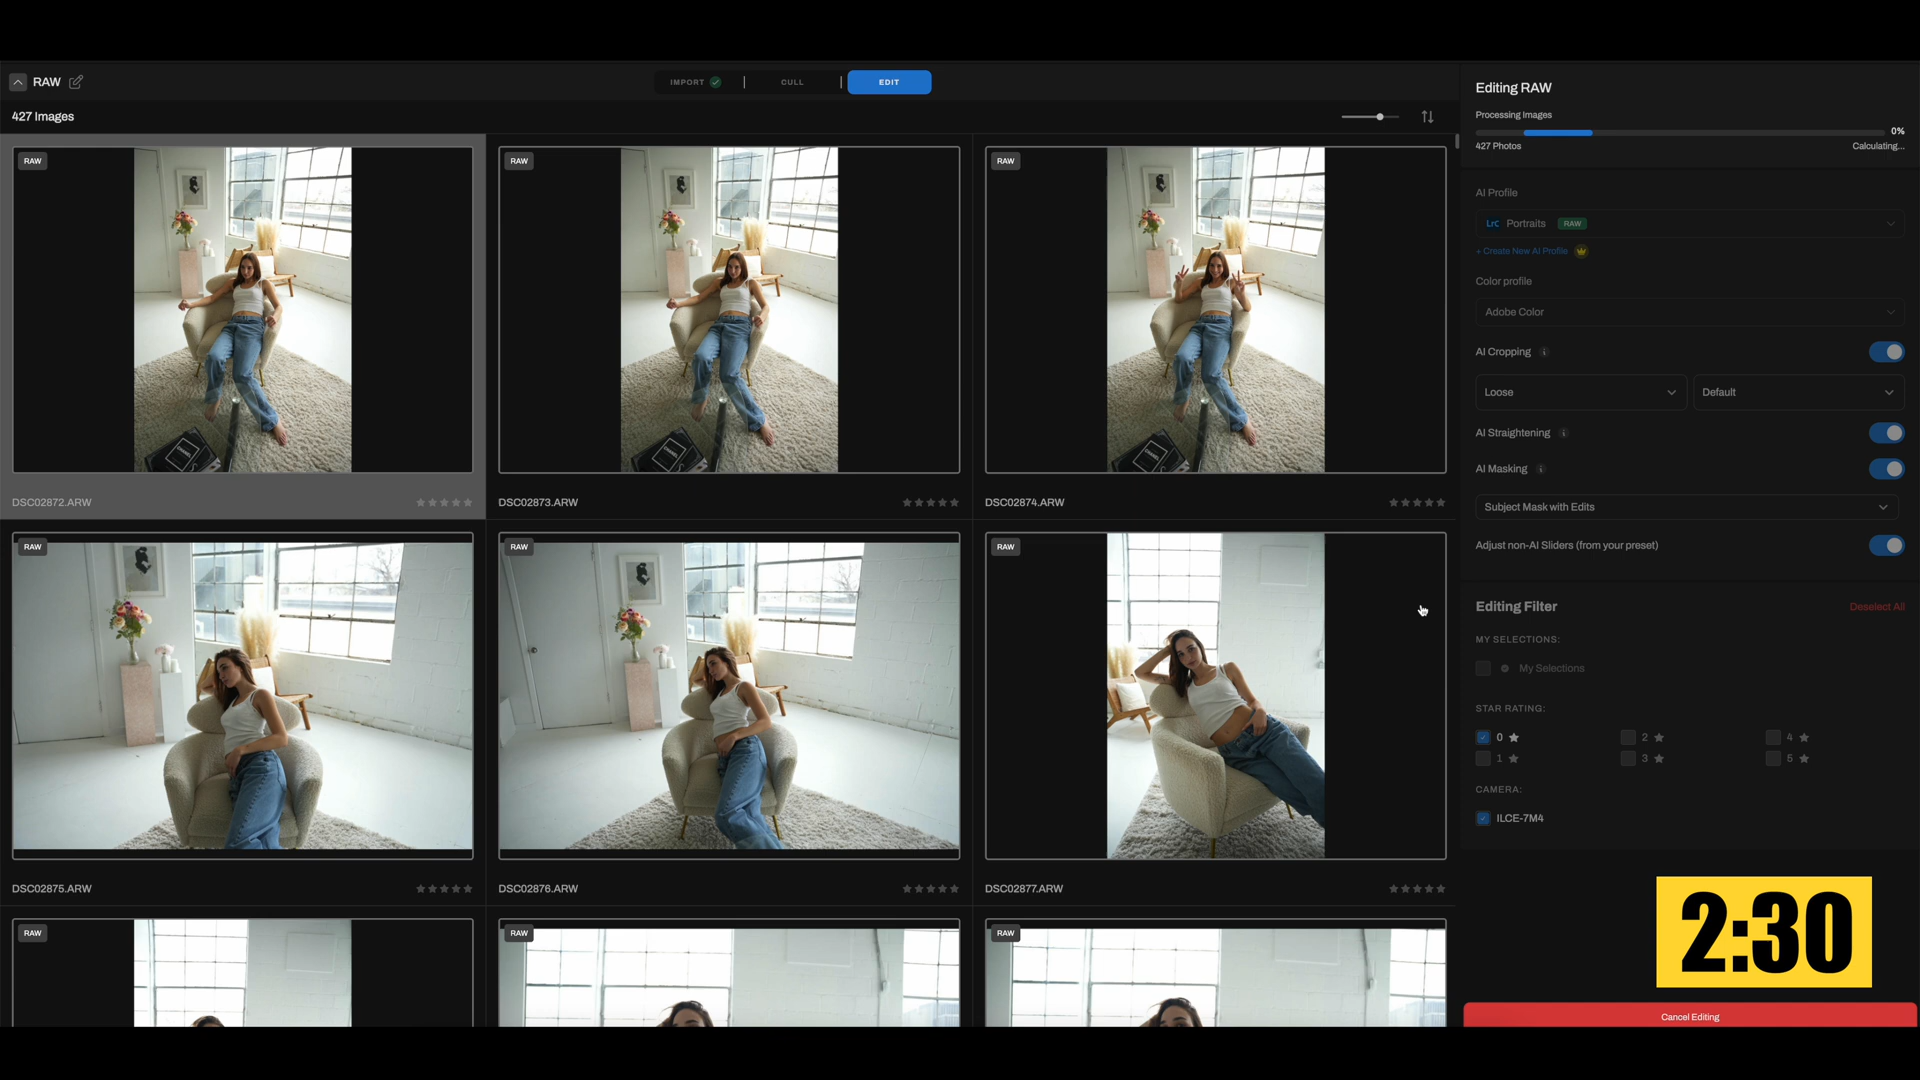 RAW
IMPORT
CULL
EDIT
427 Images
RAW
RAW
RAW
CHANEL
DSC02872.ARW
DSC02873.ARW
DSC02874.ARW
RAW
RAW
RAW
DSC02875.ARW
DSC02876.ARW
DSC02877.ARW
RAW
RAW
RAW
Editing RAW
Processing Images
0%
427 Photos
Calculating...
AI Profile
LrC Portraits RAW
+ Create New AI Profile
Color profile
Adobe Color
AI Cropping
Loose
Default
AI Straightening
AI Masking
Subject Mask with Edits
Adjust non-AI Sliders (from your preset)
Editing Filter
Deselect All
MY SELECTIONS:
My Selections
STAR RATING:
0 2 4
1 3 5
CAMERA:
ILCE-7M4
2:30
Cancel Editing